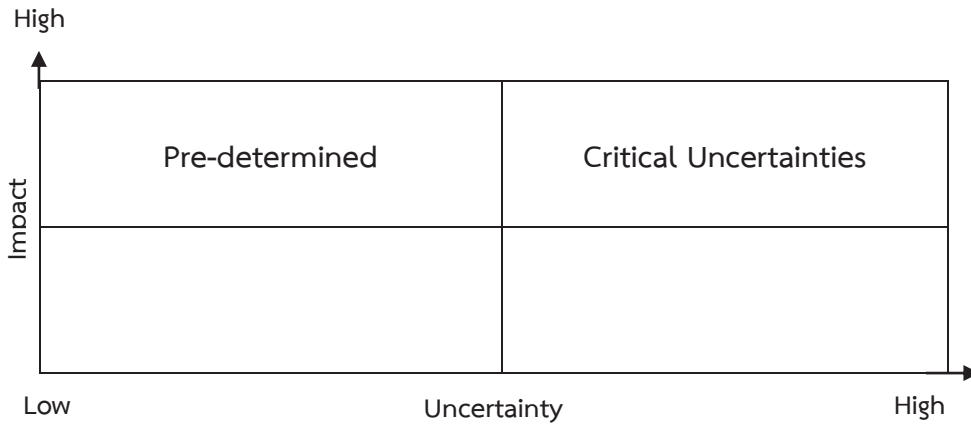 High
Pre-determined
Critical Uncertainties
Impact
Low
Uncertainty
High